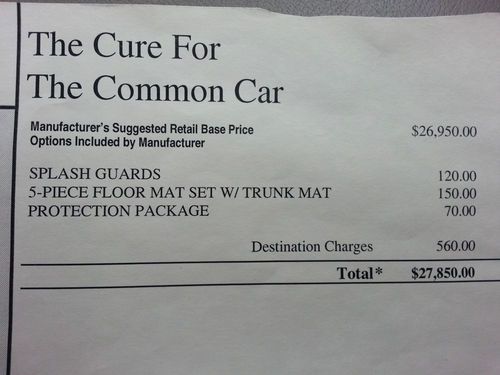 The Cure For
The Common Car
Manufacturer's Suggested Retail Base Price $26,950.00
Options Included by Manufacturer
SPLASH GUARDS 120.00
5-PIECE FLOOR MAT SET W/ TRUNK MAT 150.00
PROTECTION PACKAGE 70.00
Destination Charges 560.00
Total* $27,850.00